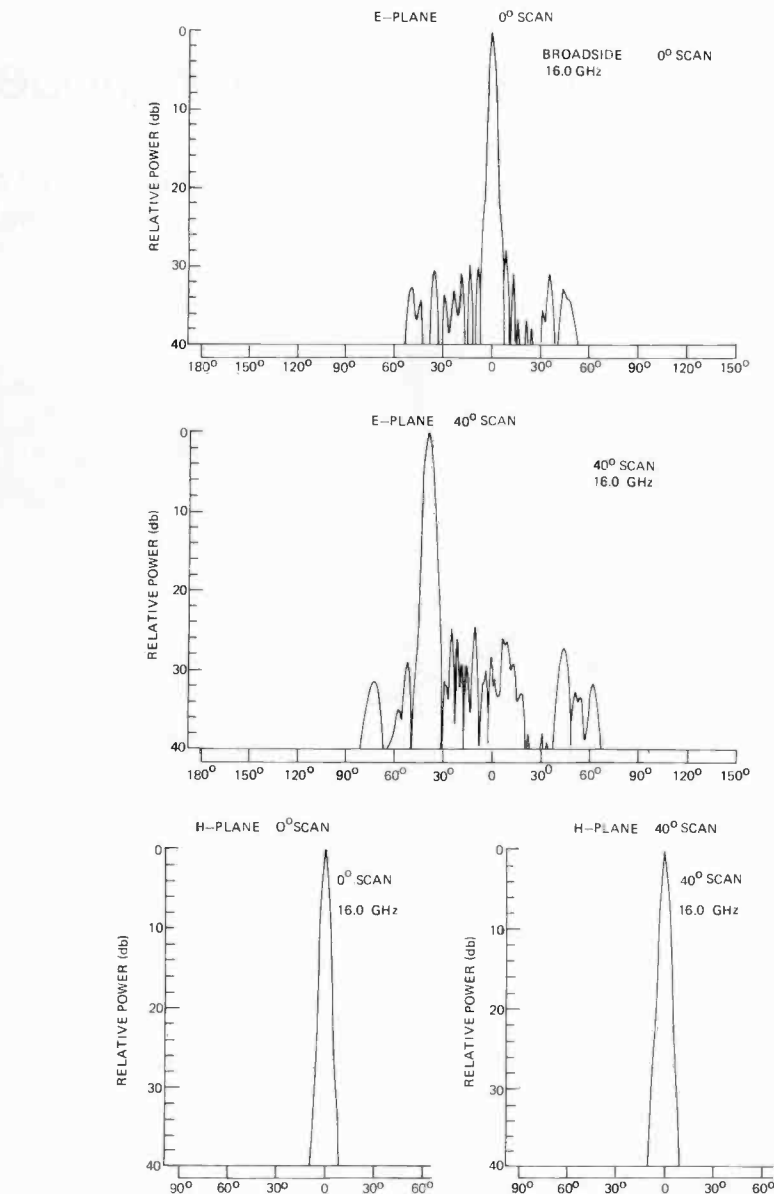 E-PLANE 0° SCAN
BROADSIDE 0° SCAN
16.0 GHz
RELATIVE POWER (db)
0
10
20
30
40
180° 150° 120° 90° 60° 30° 0 30° 60° 90° 120° 150°
E-PLANE 40° SCAN
40° SCAN
16.0 GHz
RELATIVE POWER (db)
0
10
20
30
40
180° 150° 120° 90° 60° 30° 0 30° 60° 90° 120° 150°
H-PLANE 0° SCAN
0° SCAN
16.0 GHz
RELATIVE POWER (db)
0
10
20
30
40
90° 60° 30° 0 30° 60°
H-PLANE 40° SCAN
40° SCAN
16.0 GHz
RELATIVE POWER (db)
0
10
20
30
40
90° 60° 30° 0 30° 60°